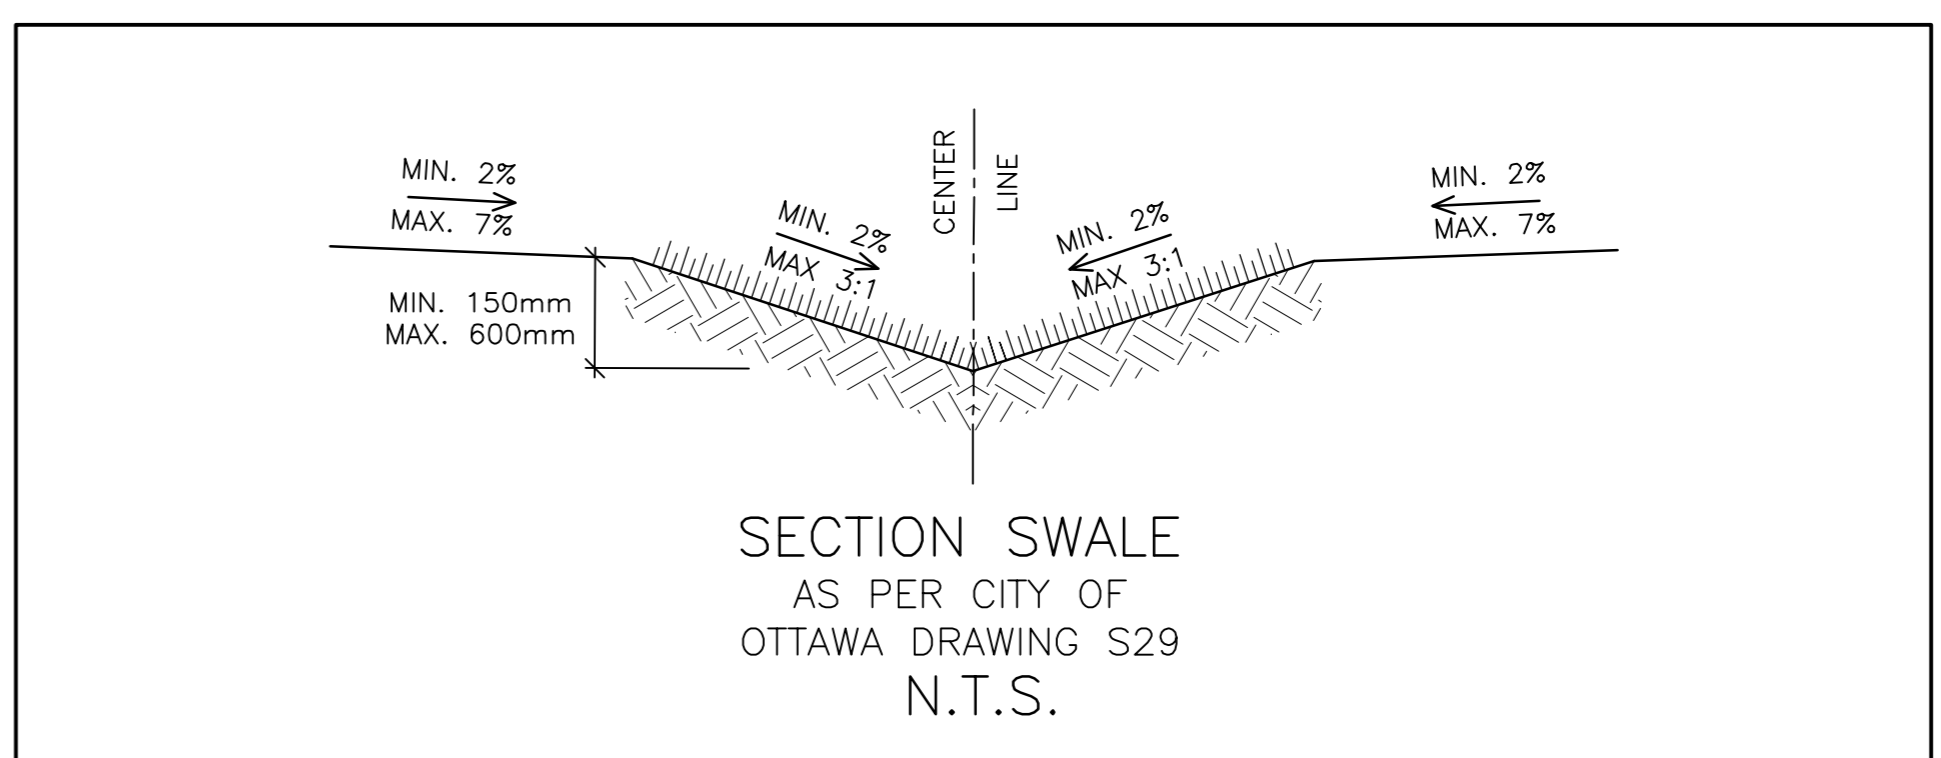 MIN. 2%
MAX. 7%
MIN. 150mm
MAX. 600mm
MIN. 2%
MAX 3:1
CENTER
LINE
MIN. 2%
MAX 3:1
MIN. 2%
MAX. 7%
SECTION SWALE
AS PER CITY OF
OTTAWA DRAWING S29
N.T.S.